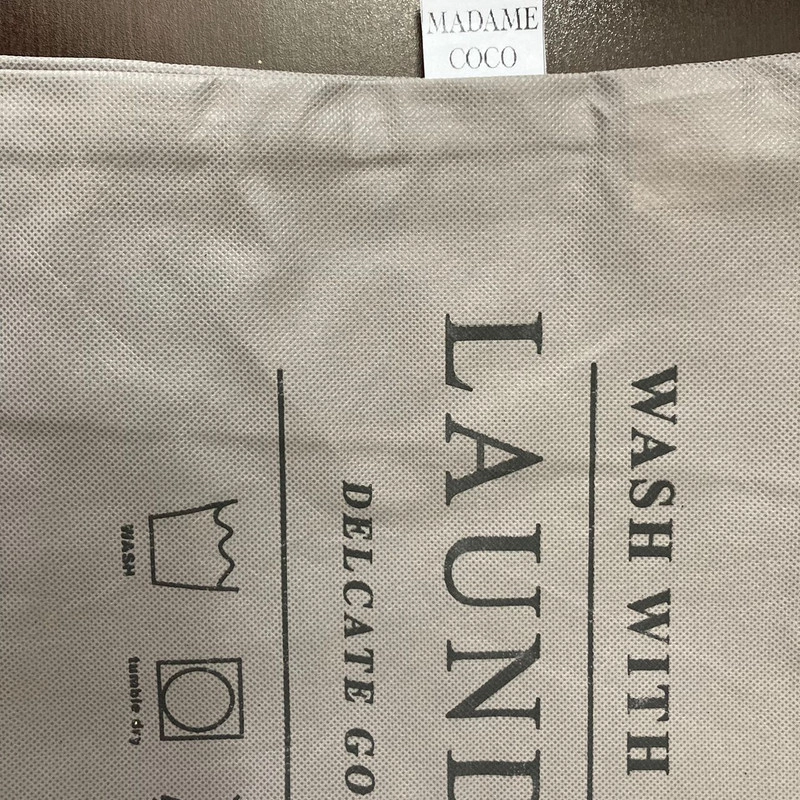 MADAME
COCO
WASH WITH
LAUND
DELCATE GO
WASH
tumble dry